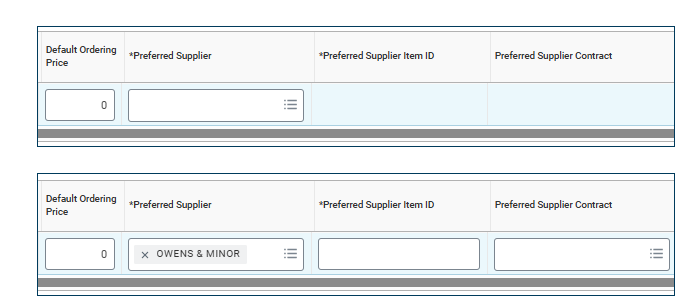 Default Ordering Price *Preferred Supplier *Preferred Supplier Item ID Preferred Supplier Contract
0
Default Ordering Price *Preferred Supplier *Preferred Supplier Item ID Preferred Supplier Contract
0 × OWENS & MINOR